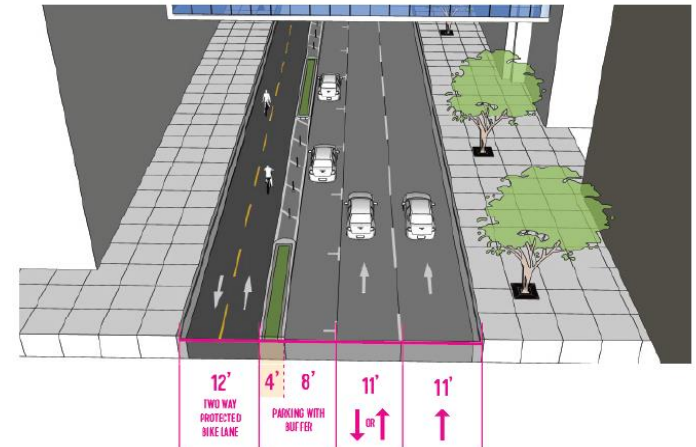 12' 4' 8' 11' 11'
TWO WAY
PROTECTED
BIKE LANE
PARKING WITH
BUFFER
OR